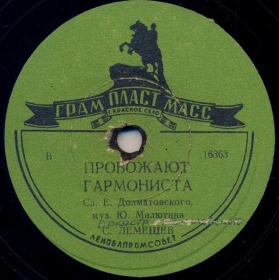 ГРАМ ПЛАСТ МАСС
КРАСНОЕ СЕЛО
В 16363
ПРОВОЖАЮТ
ГАРМОНИСТА
Сл. Е. Долматовского,
муз. Ю. Милютина
С. ЛЕМЕШЕВ
ЛЕНОБЛПРОМСОВЕТ